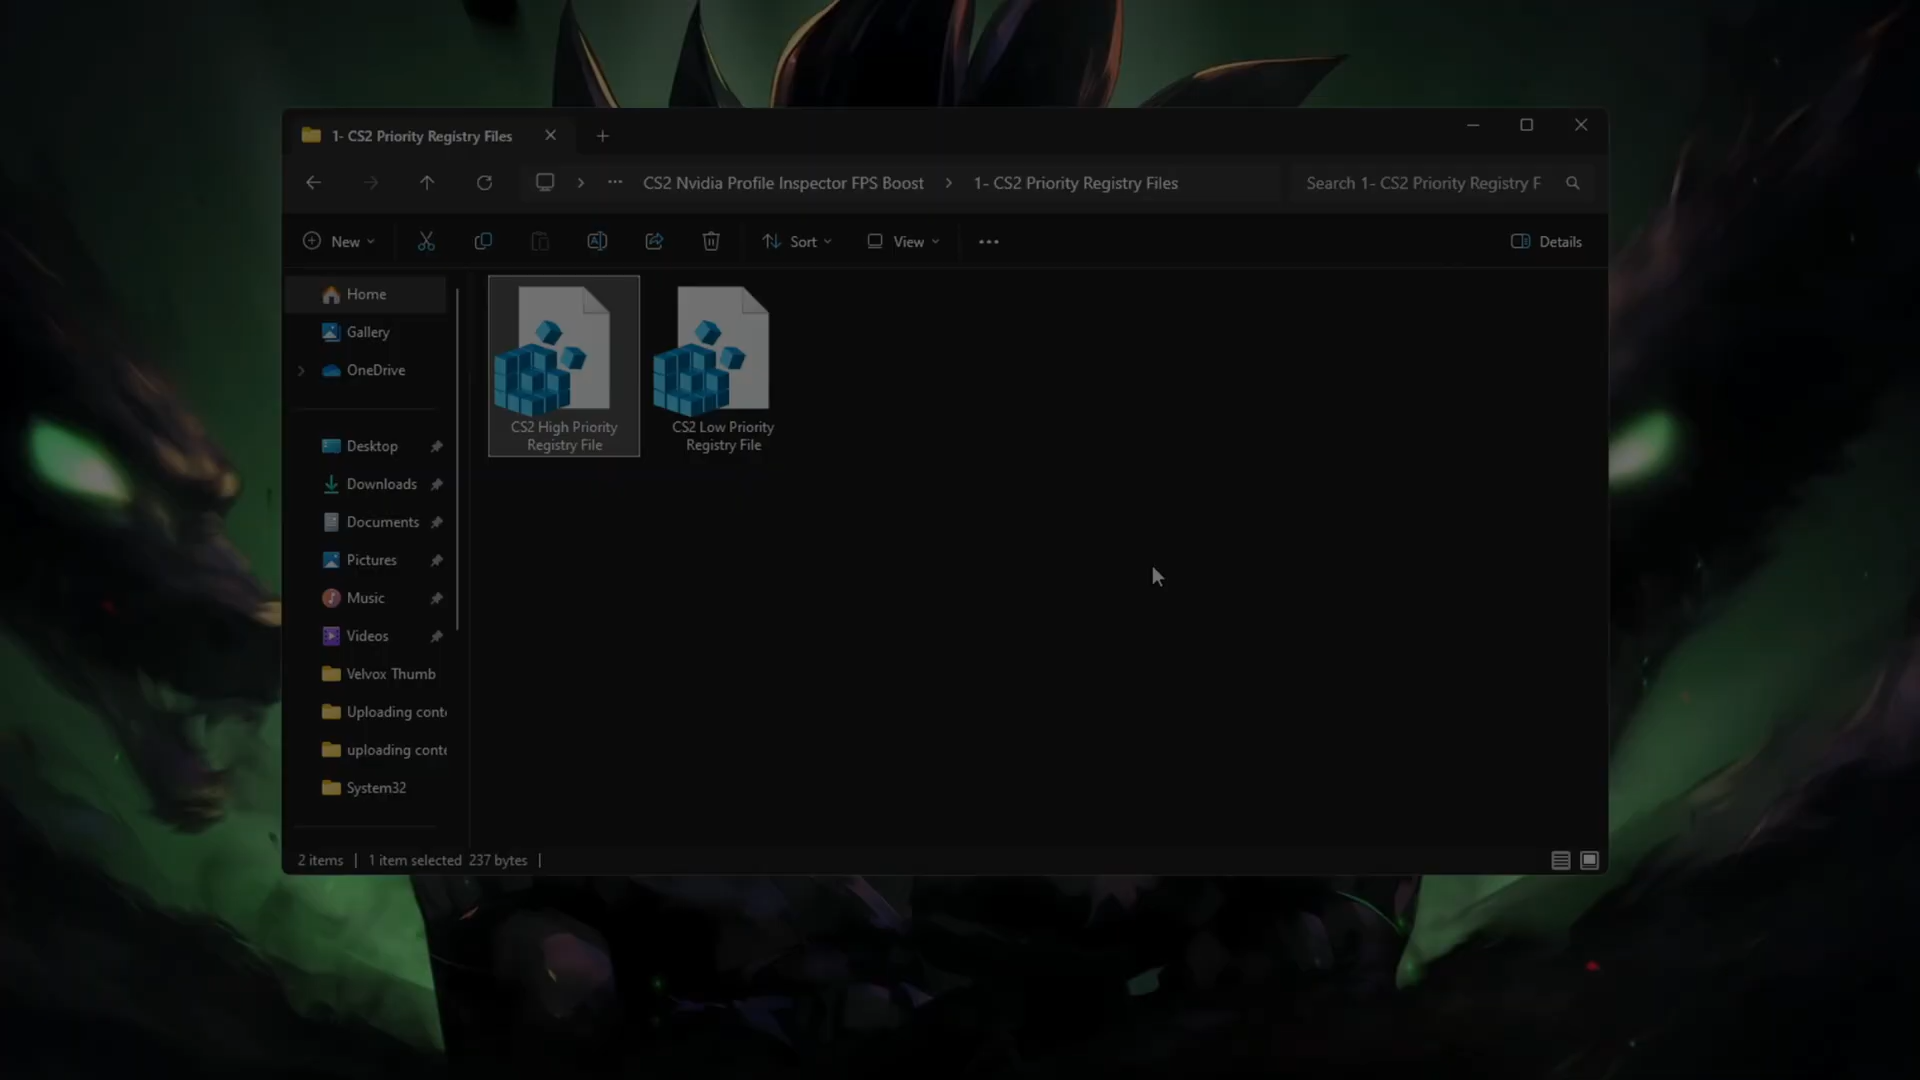 1- CS2 Priority Registry Files
CS2 Nvidia Profile Inspector FPS Boost
1- CS2 Priority Registry Files
Search 1- CS2 Priority Registry F
New
Sort
View
Details
Home
Gallery
OneDrive
Desktop
Downloads
Documents
Pictures
Music
Videos
Velvox Thumb
Uploading conte
uploading conte
System32
CS2 High Priority
Registry File
CS2 Low Priority
Registry File
2 items
1 item selected 237 bytes